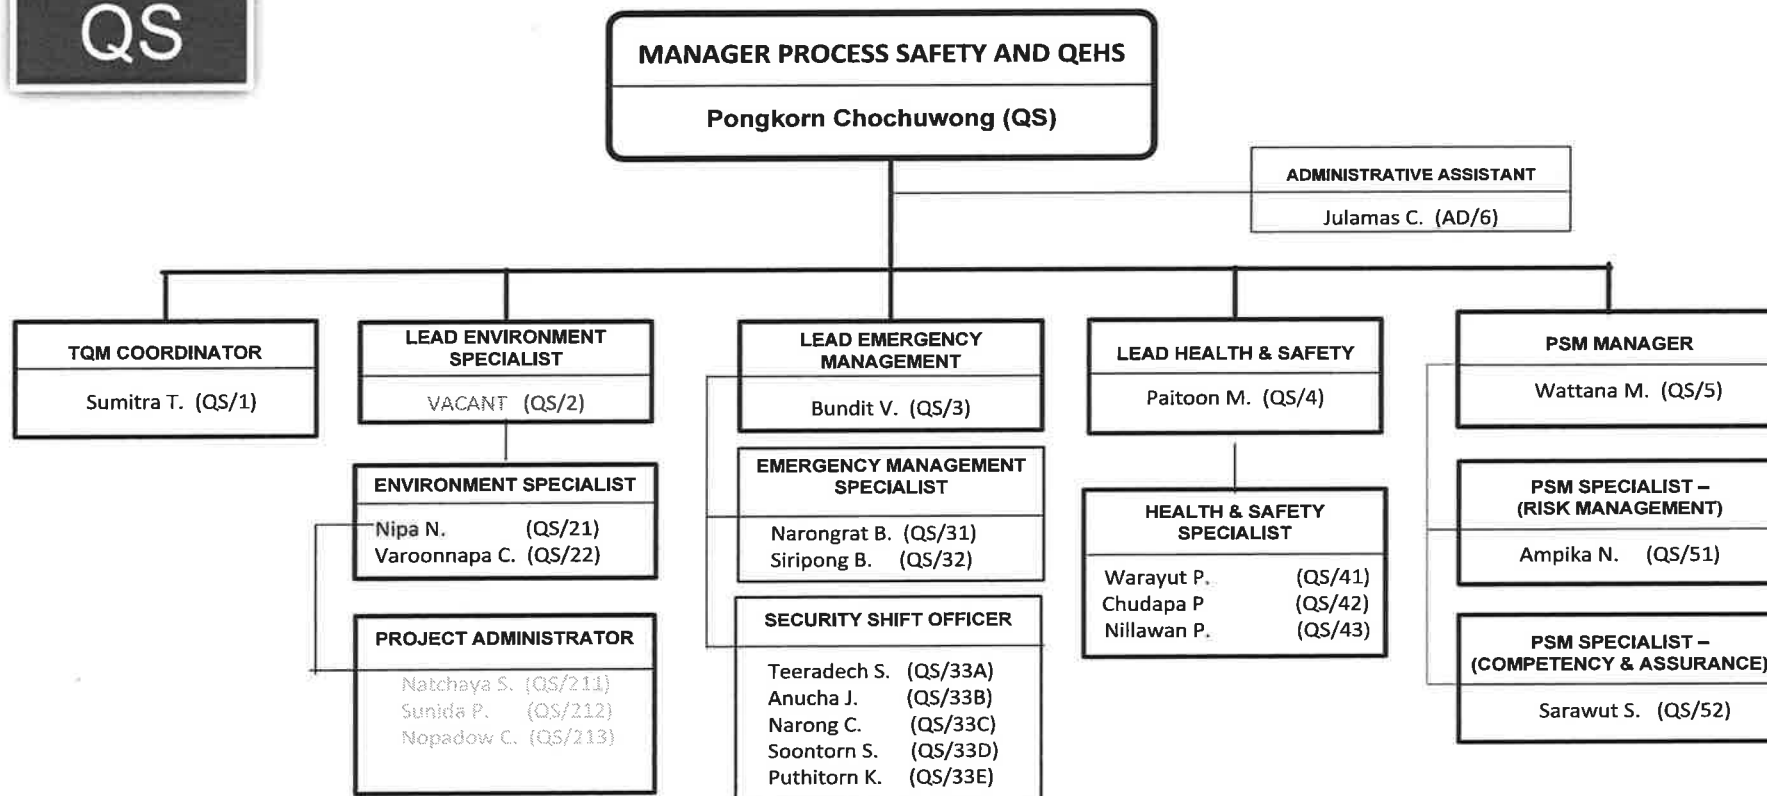 QS
MANAGER PROCESS SAFETY AND QEHS
Pongkorn Chochuwong (QS)
ADMINISTRATIVE ASSISTANT
Julamas C. (AD/6)
TQM COORDINATOR
Sumitra T. (QS/1)
LEAD ENVIRONMENT
SPECIALIST
VACANT (QS/2)
ENVIRONMENT SPECIALIST
Nipa N. (QS/21)
Varoonnapa C. (QS/22)
PROJECT ADMINISTRATOR
Natchaya S. (QS/211)
Sunida P. (QS/212)
Nopadow C. (QS/213)
LEAD EMERGENCY
MANAGEMENT
Bundit V. (QS/3)
EMERGENCY MANAGEMENT
SPECIALIST
Narongrat B. (QS/31)
Siripong B. (QS/32)
SECURITY SHIFT OFFICER
Teeradech S. (QS/33A)
Anucha J. (QS/33B)
Narong C. (QS/33C)
Soontorn S. (QS/33D)
Puthitorn K. (QS/33E)
LEAD HEALTH & SAFETY
Paitoon M. (QS/4)
HEALTH & SAFETY
SPECIALIST
Warayut P. (QS/41)
Chudapa P (QS/42)
Nillawan P. (QS/43)
PSM MANAGER
Wattana M. (QS/5)
PSM SPECIALIST –
(RISK MANAGEMENT)
Ampika N. (QS/51)
PSM SPECIALIST –
(COMPETENCY & ASSURANCE)
Sarawut S. (QS/52)